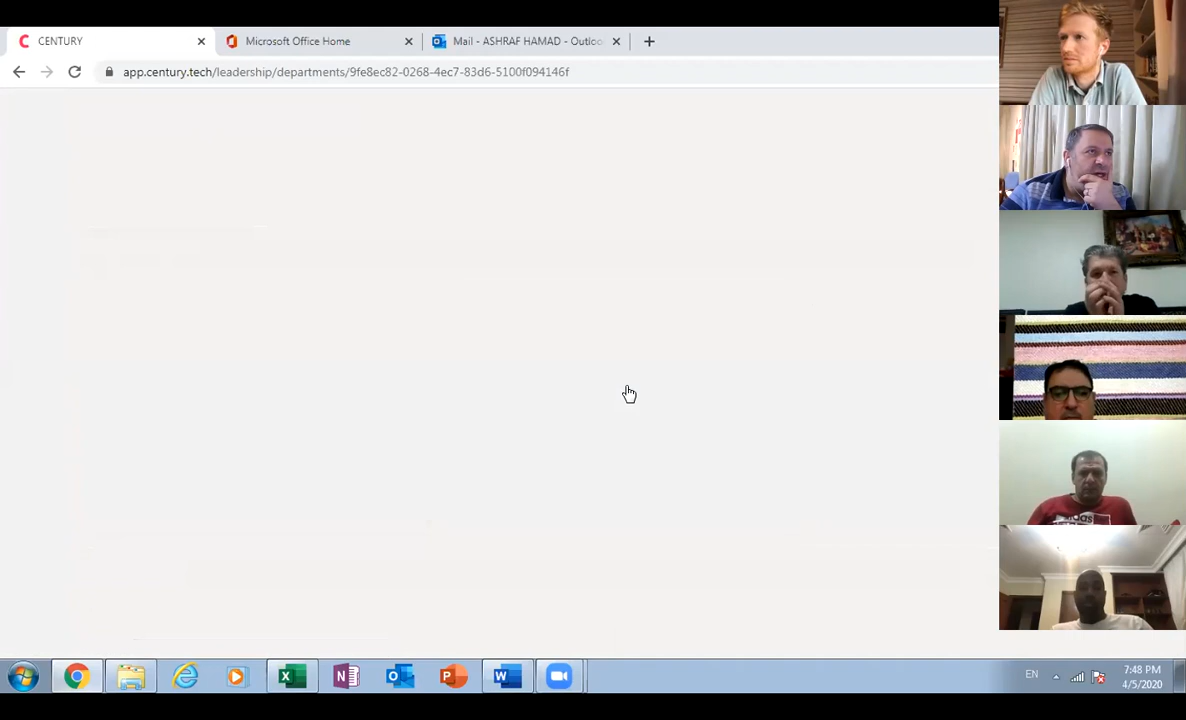 CENTURY
Microsoft Office Home
Mail - ASHRAF HAMAD - Outlo
app.century.tech/leadership/departments/9fe8ec82-0268-4ec7-83d6-5100f094146f
adidas
EN
7:48 PM
4/5/2020